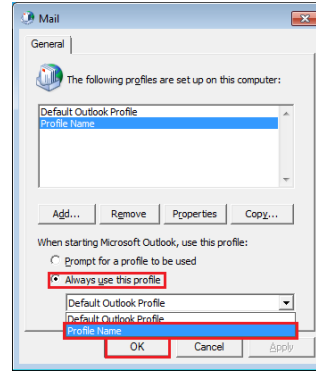 Mail
General
The following profiles are set up on this computer:
Default Outlook Profile
Profile Name
Add... Remove Properties Copy...
When starting Microsoft Outlook, use this profile:
Prompt for a profile to be used
Always use this profile
Default Outlook Profile
Default Outlook Profile
Profile Name
OK Cancel Apply